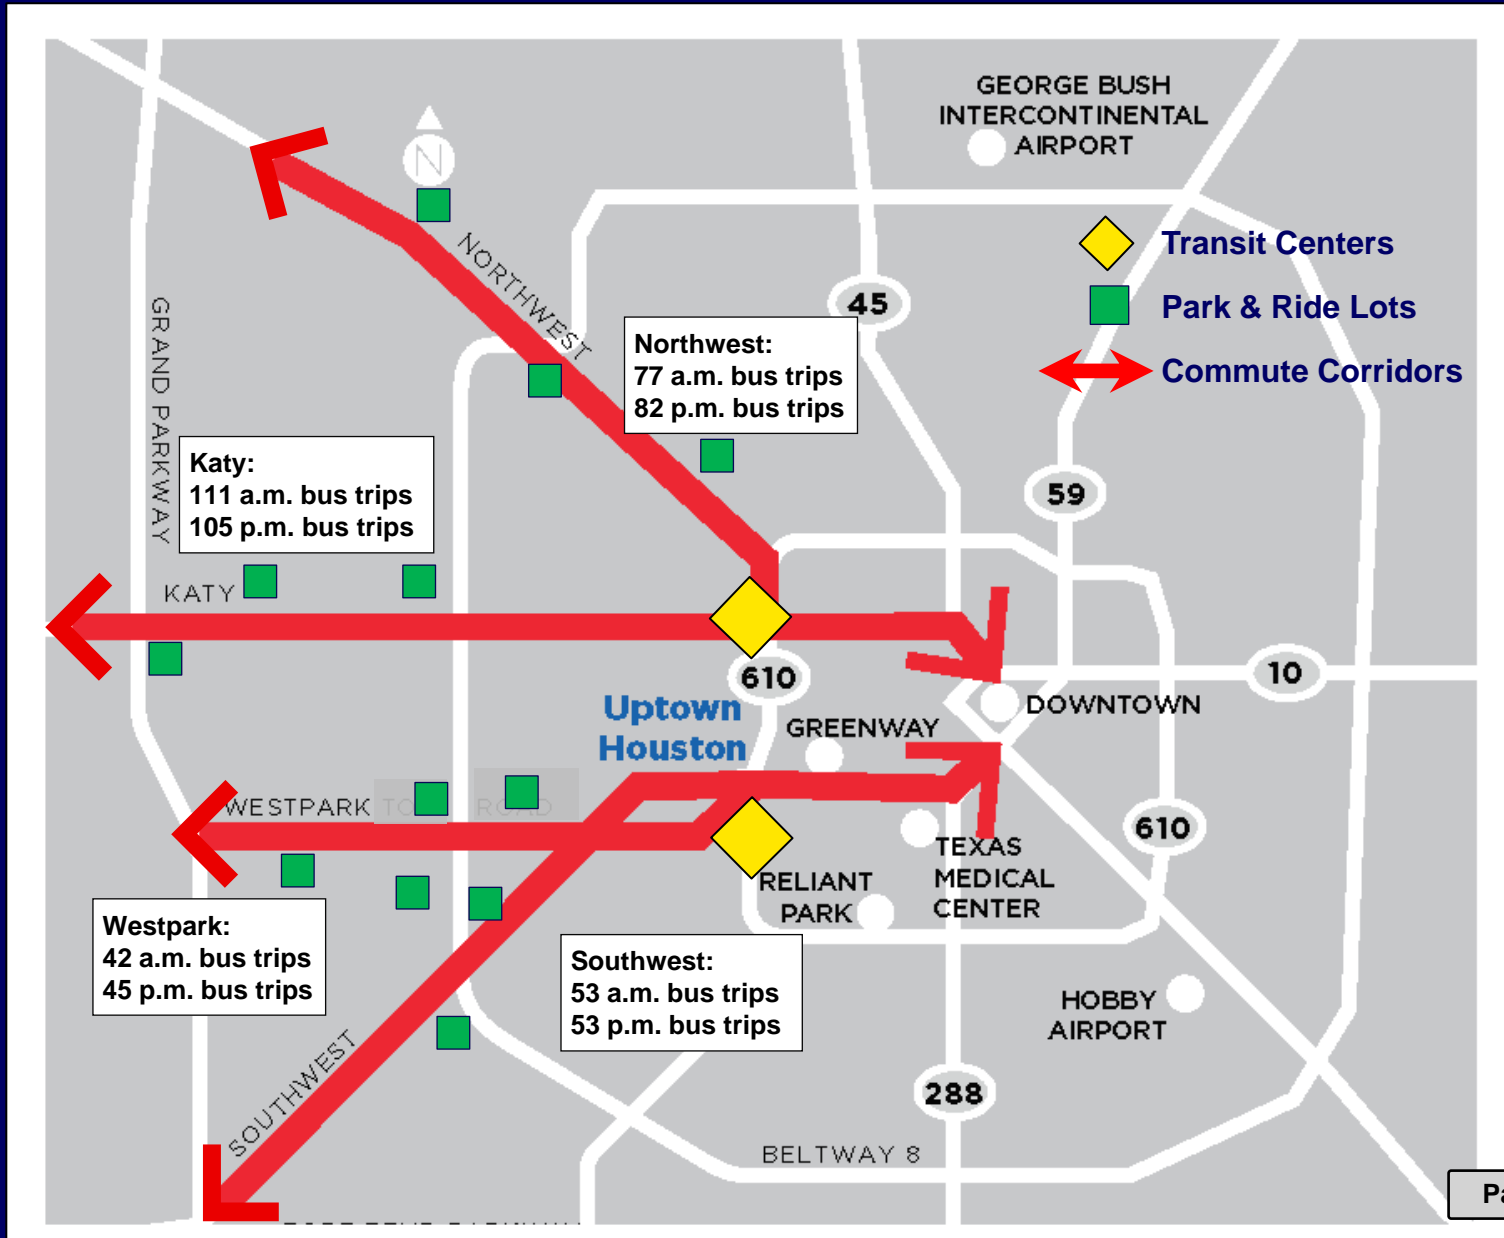 GEORGE BUSH
INTERCONTINENTAL
AIRPORT
N
Transit Centers
Park & Ride Lots
Commute Corridors
NORTHWEST
45
Northwest:
77 a.m. bus trips
82 p.m. bus trips
GRAND PARKWAY
Katy:
111 a.m. bus trips
105 p.m. bus trips
59
KATY
610
10
Uptown
Houston
DOWNTOWN
GREENWAY
WESTPARK TO ROAD
610
TEXAS
MEDICAL
CENTER
RELIANT
PARK
Westpark:
42 a.m. bus trips
45 p.m. bus trips
Southwest:
53 a.m. bus trips
53 p.m. bus trips
HOBBY
AIRPORT
SOUTHWEST
288
BELTWAY 8
Pa